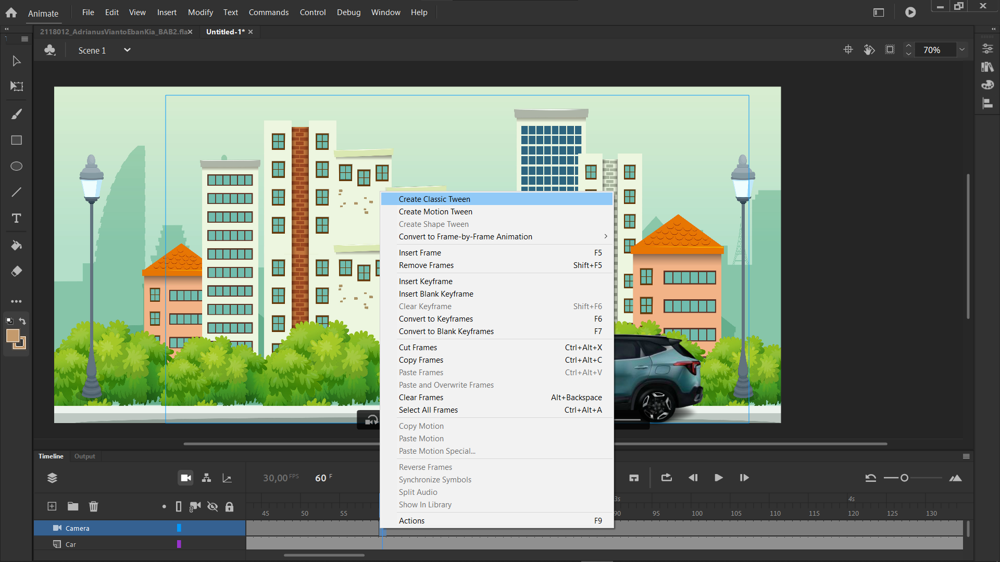 Animate
File
Edit
View
Insert
Modify
Text
Commands
Control
Debug
Window
Help
2118012_AdrianusViantoEbanKia_BAB2.fla
Untitled-1*
Scene 1
70%
Create Classic Tween
Create Motion Tween
Create Shape Tween
Convert to Frame-by-Frame Animation
Insert Frame F5
Remove Frames Shift+F5
Insert Keyframe
Insert Blank Keyframe
Clear Keyframe Shift+F6
Convert to Keyframes F6
Convert to Blank Keyframes F7
Cut Frames Ctrl+Alt+X
Copy Frames Ctrl+Alt+C
Paste Frames Ctrl+Alt+V
Paste and Overwrite Frames
Clear Frames Alt+Backspace
Select All Frames Ctrl+Alt+A
Copy Motion
Paste Motion
Paste Motion Special...
Reverse Frames
Synchronize Symbols
Split Audio
Show In Library
Actions F9
Timeline
Output
30,00 FPS
60 F
3s
4s
45 50 55 90 95 100 105 110 115 120 125 130
Camera
Car